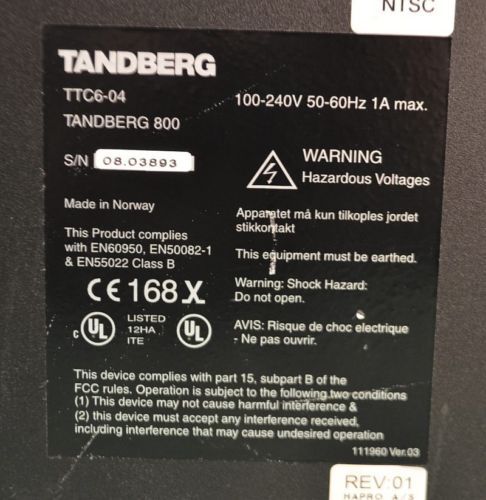 NTSC
TANDBERG
TTC6-04
100-240V 50-60Hz 1A max.
TANDBERG 800
S/N 08.03893
WARNING
Hazardous Voltages
Made in Norway
Apparatet må kun tilkoples jordet
stikkontakt
This Product complies
with EN60950, EN50082-1
& EN55022 Class B
This equipment must be earthed.
CE 168 X
Warning: Shock Hazard:
Do not open.
c UL LISTED
12HA
ITE
UL
AVIS: Risque de choc electrique
- Ne pas ouvrir.
This device complies with part 15, subpart B of the
FCC rules. Operation is subject to the following two conditions
(1) This device may not cause harmful interference &
(2) this device must accept any interference received,
including interference that may cause undesired operation
111960 Ver.03
REV:01
HAPRO A/S